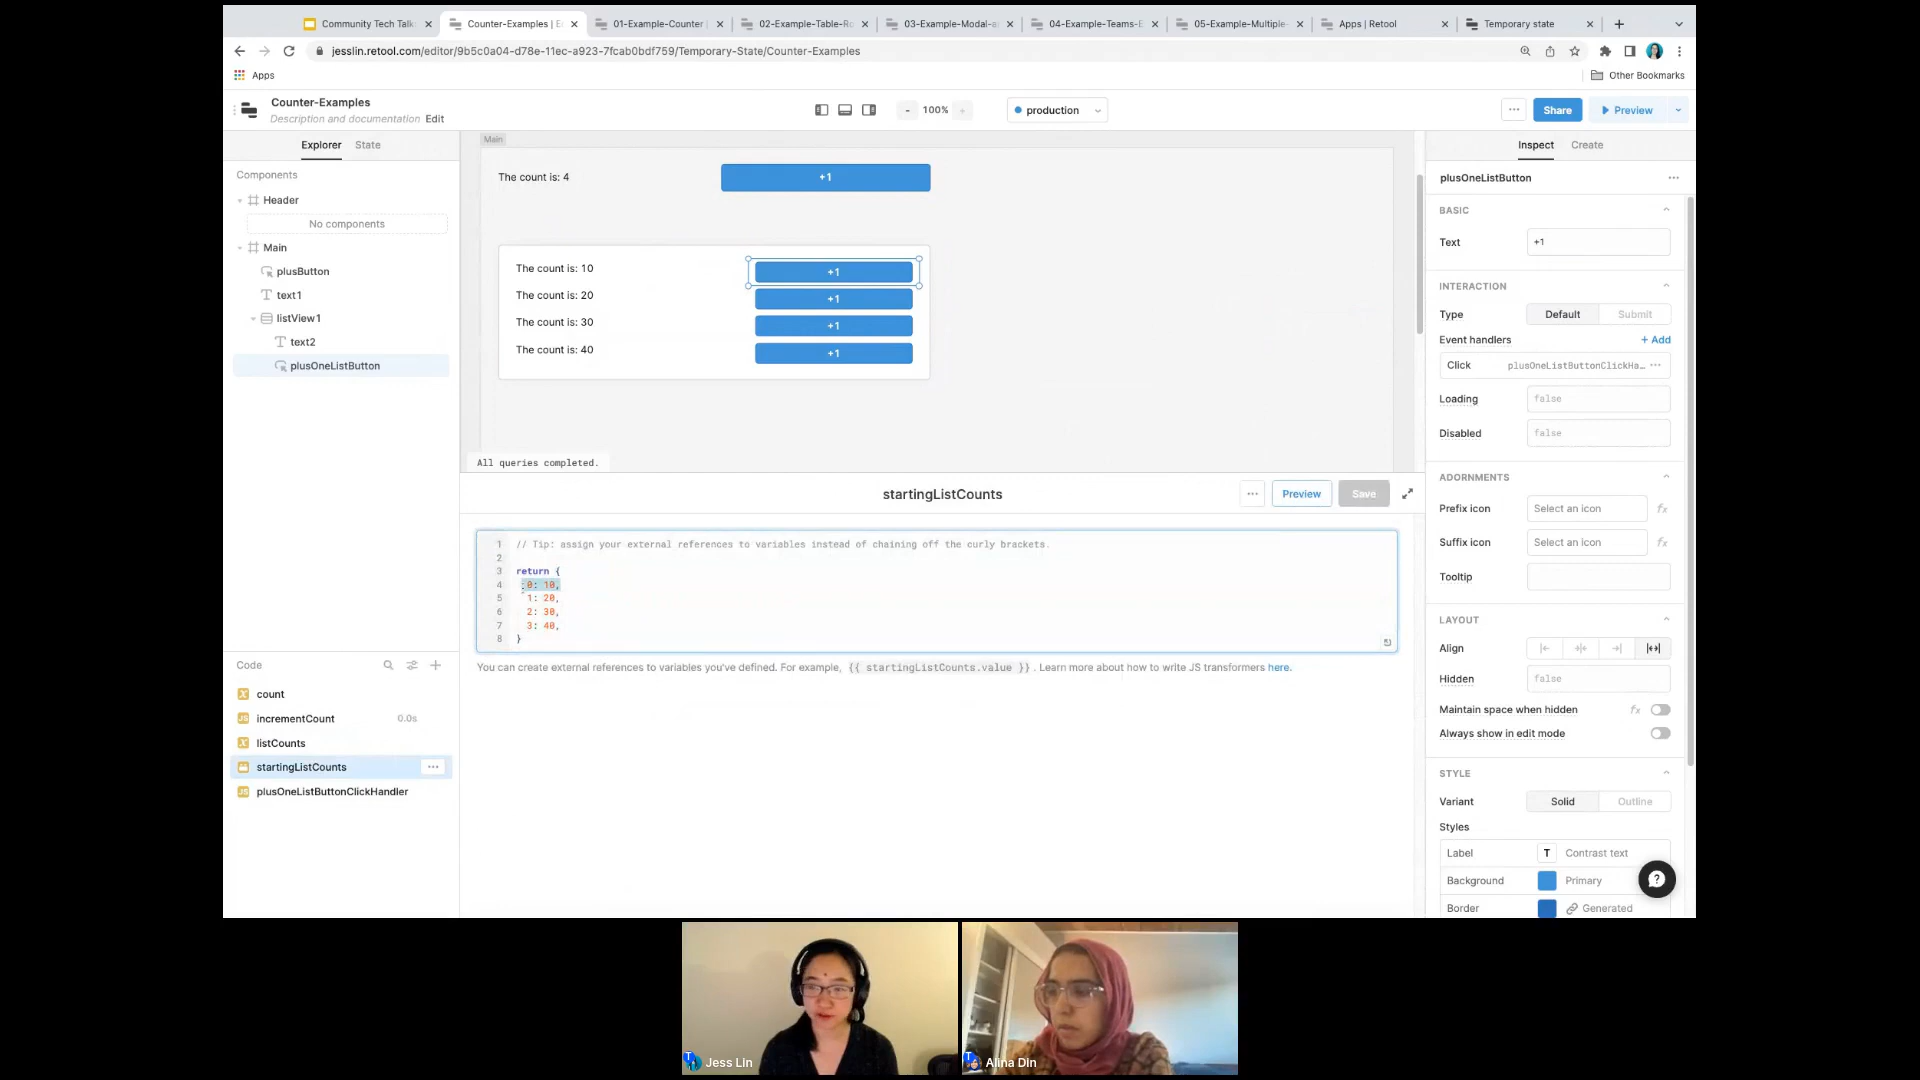 Community Tech Talk
Counter-Examples | E
01-Example-Counter |
02-Example-Table-Ro
03-Example-Modal-a
04-Example-Teams-E
05-Example-Multiple-
Apps | Retool
Temporary state
jesslin.retool.com/editor/9b5c0a04-d78e-11ec-a923-7fcab0bdf759/Temporary-State/Counter-Examples
Apps
Other Bookmarks
Counter-Examples
Description and documentation Edit
- 100% +
production
Share
Preview
Explorer State
Components
Header
No components
Main
plusButton
text1
listView1
text2
plusOneListButton
Code
count
incrementCount 0.0s
listCounts
startingListCounts
plusOneListButtonClickHandler
Main
The count is: 4 +1
The count is: 10 +1
The count is: 20 +1
The count is: 30 +1
The count is: 40 +1
All queries completed.
startingListCounts
Preview Save
1 // Tip: assign your external references to variables instead of chaining off the curly brackets.
2
3 return {
4 0: 10,
5 1: 20,
6 2: 30,
7 3: 40,
8 }
You can create external references to variables you've defined. For example, {{ startingListCounts.value }} . Learn more about how to write JS transformers here.
Inspect Create
plusOneListButton
BASIC
Text +1
INTERACTION
Type Default Submit
Event handlers + Add
Click plusOneListButtonClickHa...
Loading false
Disabled false
ADORNMENTS
Prefix icon Select an icon fx
Suffix icon Select an icon fx
Tooltip
LAYOUT
Align
Hidden false
Maintain space when hidden fx
Always show in edit mode
STYLE
Variant Solid Outline
Styles
Label T Contrast text
Background Primary
Border Generated
Jess Lin
Alina Din